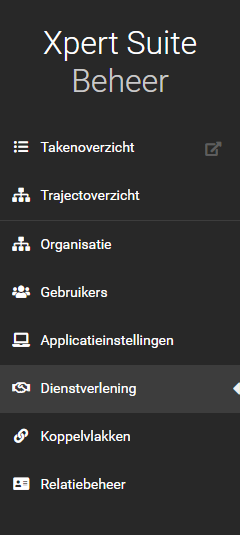 Xpert Suite
Beheer
Takenoverzicht
Trajectoverzicht
Organisatie
Gebruikers
Applicatieinstellingen
Dienstverlening
Koppelvlakken
Relatiebeheer